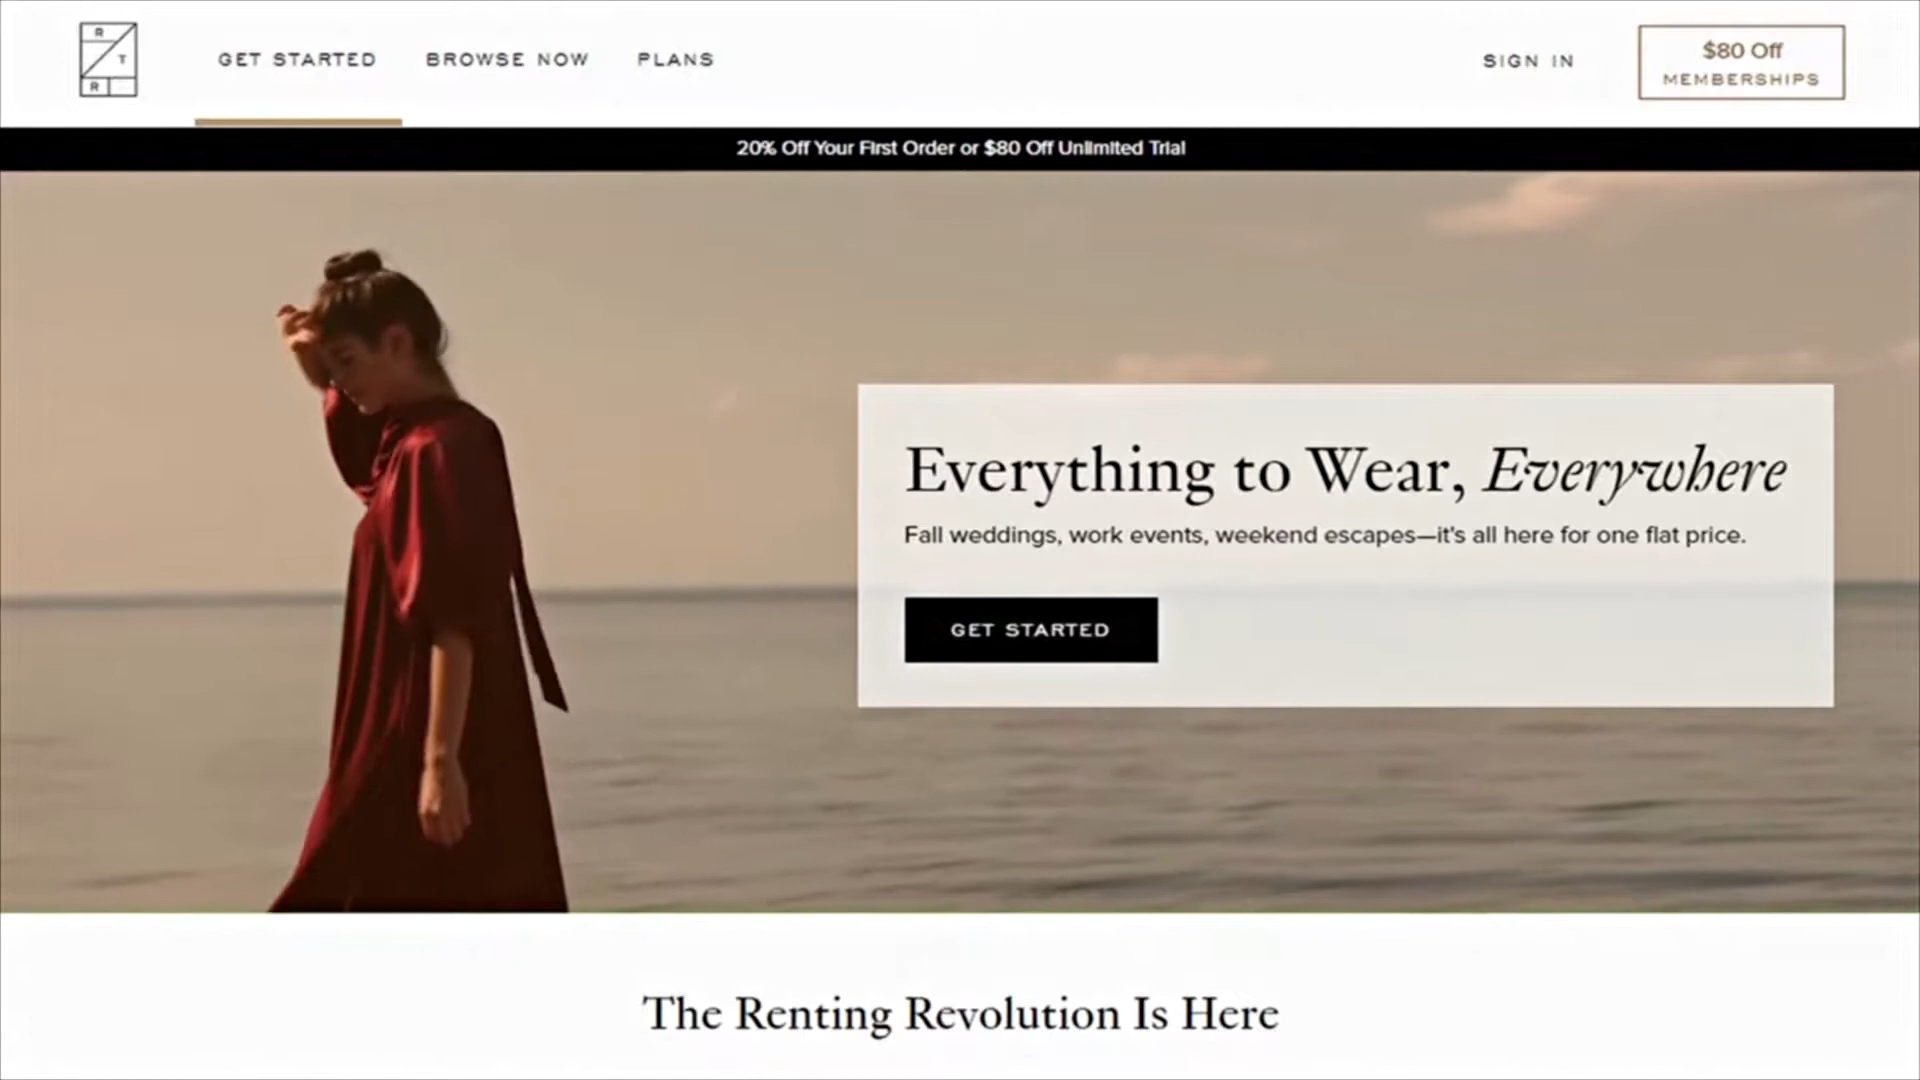 R
T
R
GET STARTED
BROWSE NOW
PLANS
SIGN IN
$80 Off
MEMBERSHIPS
20% Off Your First Order or $80 Off Unlimited Trial
Everything to Wear, Everywhere
Fall weddings, work events, weekend escapes—it's all here for one flat price.
GET STARTED
The Renting Revolution Is Here